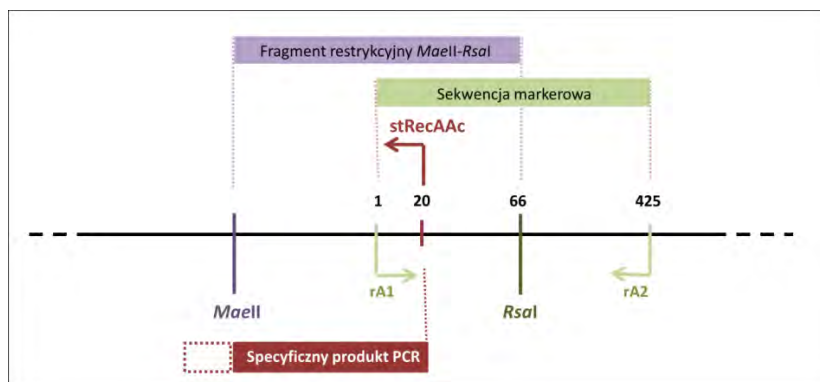 Fragment restrykcyjny MaeII-RsaI
Sekwencja markerowa
stRecAAc
1 20 66 425
rA1 rA2
MaeII RsaI
Specyficzny produkt PCR